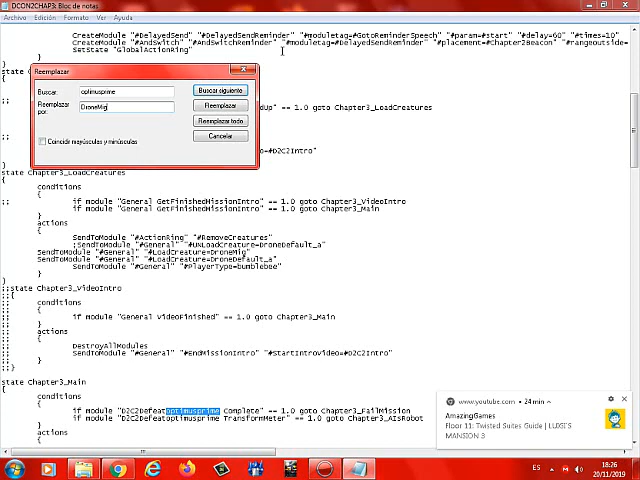 DCON2CHAP3: Bloc de notas
Archivo Edición Formato Ver Ayuda
CreateModule "#DelayedSend" "#DelayedSendReminder" "#moduletag=#GotoReminderSpeech" "#param=#start" "#delay=60" "#times=10"
CreateModule "#AndSwitch" "#AndSwitchReminder" "#moduletag=#DelayedSendReminder" "#placement=#Chapter2Beacon" "#rangeoutside=
SetState "GlobalActionRing"
}
}
state C
{
Reemplazar
Buscar: optimusprime Buscar siguiente
Reemplazar por: DroneMig Reemplazar
Reemplazar todo
Cancelar
Coincidir mayúsculas y minúsculas
;;
dUp" == 1.0 goto Chapter3_LoadCreatures
;;
o=#D2C2Intro"
}
state Chapter3_LoadCreatures
{
conditions
{
;; if module "General GetFinishedMissionIntro" == 1.0 goto Chapter3_VideoIntro
if module "General GetFinishedMissionIntro" == 1.0 goto Chapter3_Main
}
actions
{
SendToModule "#ActionRing" "#RemoveCreatures"
;SendToModule "#General" "#UNLoadCreature=DroneDefault_a"
SendToModule "#General" "#LoadCreature=DroneMig"
SendToModule "#General" "#LoadCreature=DroneDefault_a"
SendToModule "#General" "#PlayerType=bumblebee"
}
}
;;state Chapter3_VideoIntro
;;{
;; conditions
;; {
;; if module "General VideoFinished" == 1.0 goto Chapter3_Main
;; }
;; actions
;; {
;; DestroyAllModules
;; SendToModule "#General" "#EndMissionIntro" "#StartIntroVideo=#D2C2Intro"
;; }
;;}
state Chapter3_Main
{
conditions
{
if module "D2C2Defeatoptimusprime Complete" == 1.0 goto Chapter3_FailMission
if module "D2C2Defeatoptimusprime TransformMeter" == 1.0 goto Chapter3_AIsRobot
}
actions
{
www.youtube.com • 24 min
AmazingGames
Floor 11: Twisted Suites Guide | LUIGI'S
MANSION 3
ES
18:26
20/11/2019